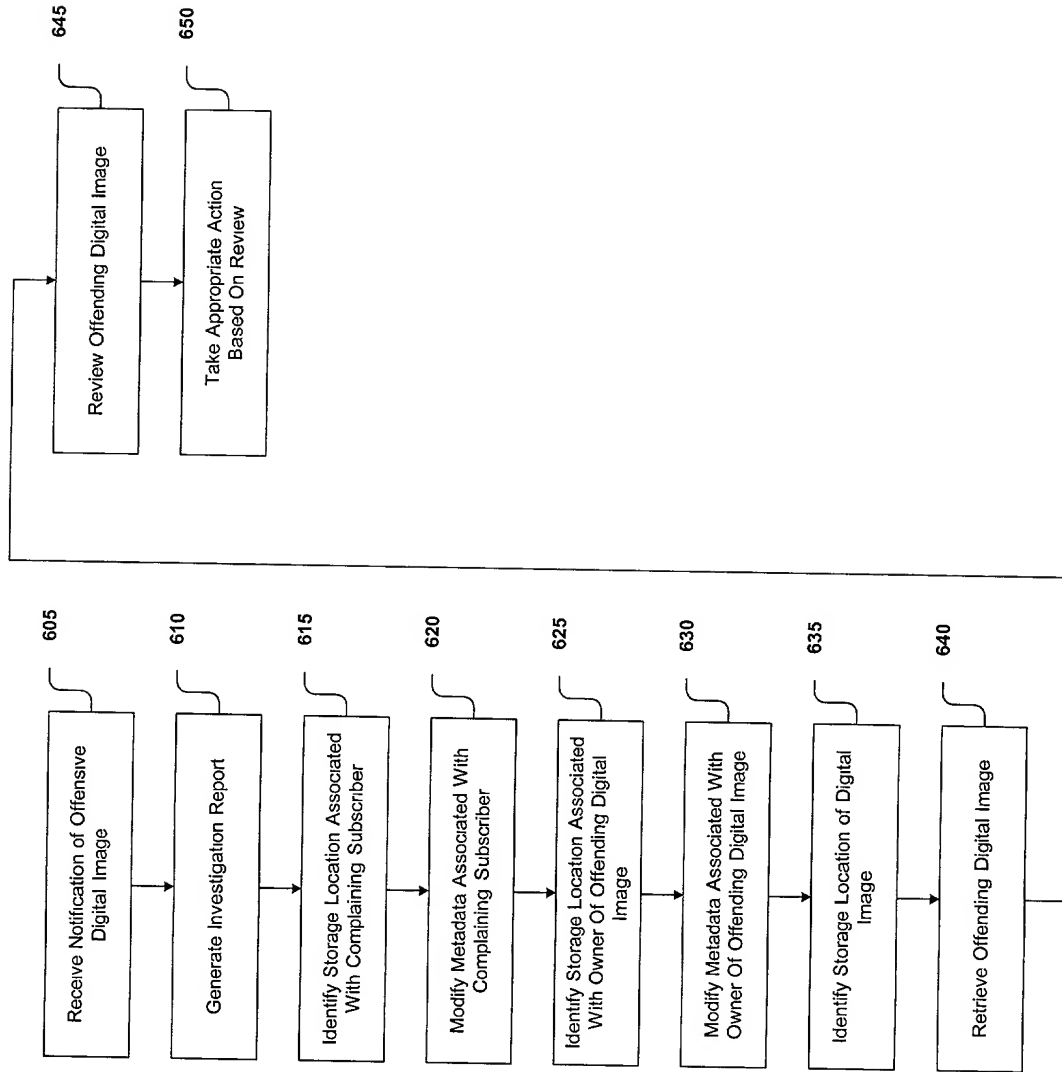 605
Receive Notification of Offensive
Digital Image
610
Generate Investigation Report
615
Identify Storage Location Associated
With Complaining Subscriber
620
Modify Metadata Associated With
Complaining Subscriber
625
Identify Storage Location Associated
With Owner Of Offending Digital
Image
630
Modify Metadata Associated With
Owner Of Offending Digital Image
635
Identify Storage Location of Digital
Image
640
Retrieve Offending Digital Image
645
Review Offending Digital Image
650
Take Appropriate Action
Based On Review